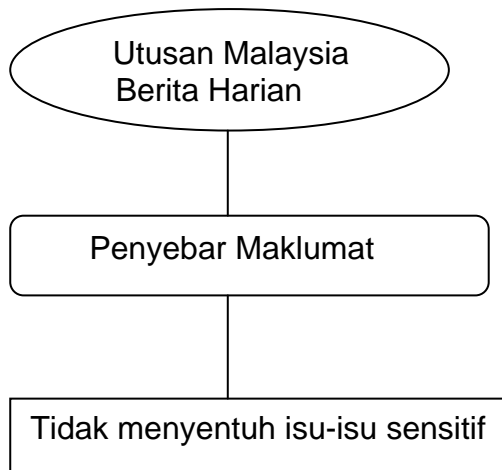 Utusan Malaysia
Berita Harian
Penyebar Maklumat
Tidak menyentuh isu-isu sensitif